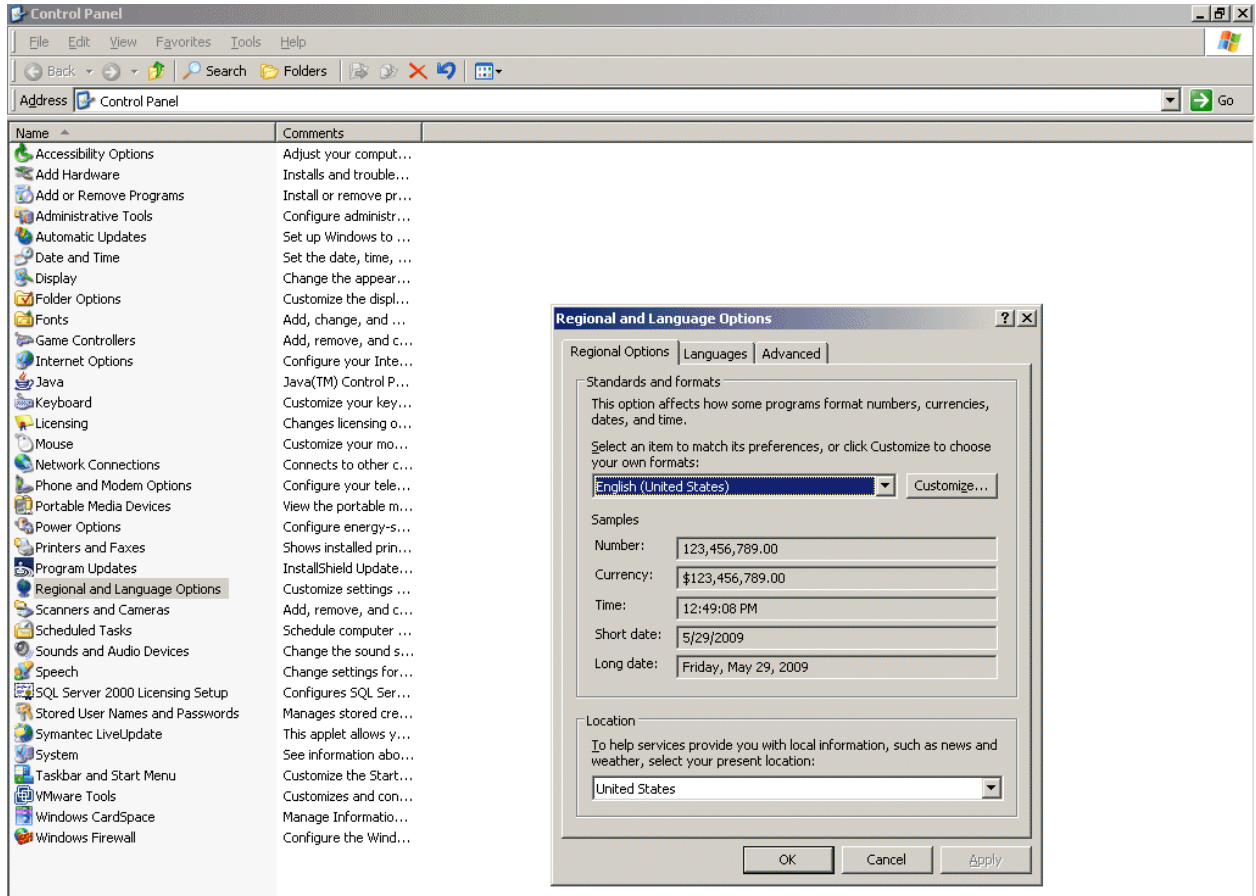 Control Panel
File Edit View Favorites Tools Help
Back Search Folders
Address Control Panel Go
Name Comments
Accessibility Options Adjust your comput...
Add Hardware Installs and trouble...
Add or Remove Programs Install or remove pr...
Administrative Tools Configure administr...
Automatic Updates Set up Windows to ...
Date and Time Set the date, time, ...
Display Change the appear...
Folder Options Customize the displ...
Fonts Add, change, and ...
Game Controllers Add, remove, and c...
Internet Options Configure your Inte...
Java Java(TM) Control P...
Keyboard Customize your key...
Licensing Changes licensing o...
Mouse Customize your mo...
Network Connections Connects to other c...
Phone and Modem Options Configure your tele...
Portable Media Devices View the portable m...
Power Options Configure energy-s...
Printers and Faxes Shows installed prin...
Program Updates InstallShield Update...
Regional and Language Options Customize settings ...
Scanners and Cameras Add, remove, and c...
Scheduled Tasks Schedule computer ...
Sounds and Audio Devices Change the sound s...
Speech Change settings for...
SQL Server 2000 Licensing Setup Configures SQL Ser...
Stored User Names and Passwords Manages stored cre...
Symantec LiveUpdate This applet allows y...
System See information abo...
Taskbar and Start Menu Customize the Start...
VMware Tools Customizes and con...
Windows CardSpace Manage Informatio...
Windows Firewall Configure the Wind...
Regional and Language Options
Regional Options Languages Advanced
Standards and formats
This option affects how some programs format numbers, currencies,
dates, and time.
Select an item to match its preferences, or click Customize to choose
your own formats:
English (United States) Customize...
Samples
Number: 123,456,789.00
Currency: $123,456,789.00
Time: 12:49:08 PM
Short date: 5/29/2009
Long date: Friday, May 29, 2009
Location
To help services provide you with local information, such as news and
weather, select your present location:
United States
OK Cancel Apply